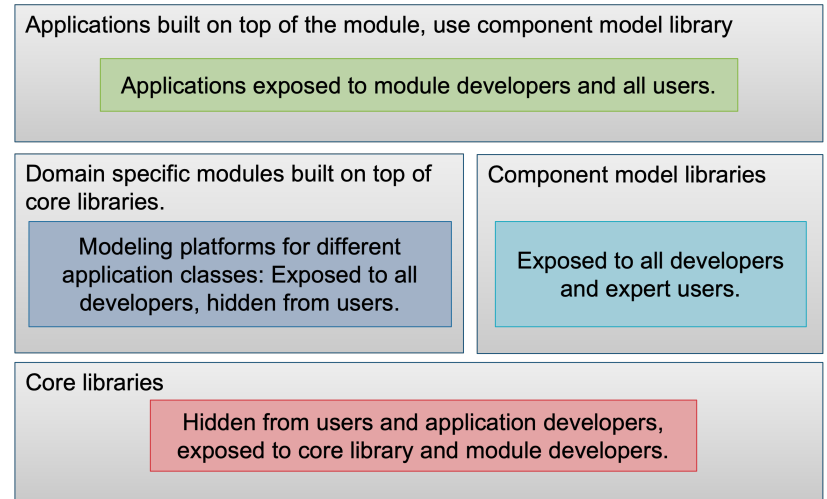 Applications built on top of the module, use component model library
Applications exposed to module developers and all users.
Domain specific modules built on top of
core libraries.
Modeling platforms for different
application classes: Exposed to all
developers, hidden from users.
Component model libraries
Exposed to all developers
and expert users.
Core libraries
Hidden from users and application developers,
exposed to core library and module developers.